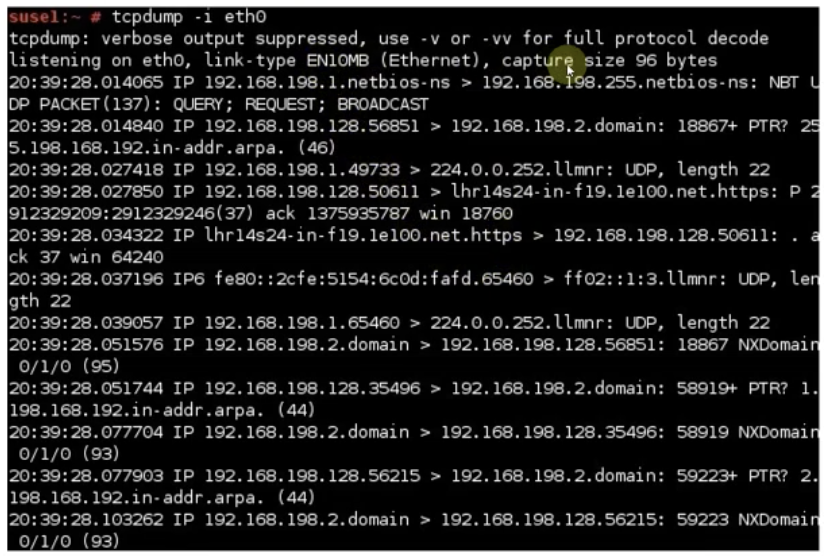 suse1:~ # tcpdump -i eth0
tcpdump: verbose output suppressed, use -v or -vv for full protocol decode
listening on eth0, link-type EN10MB (Ethernet), capture size 96 bytes
20:39:28.014065 IP 192.168.198.1.netbios-ns > 192.168.198.255.netbios-ns: NBT U
DP PACKET(137): QUERY; REQUEST; BROADCAST
20:39:28.014840 IP 192.168.198.128.56851 > 192.168.198.2.domain: 18867+ PTR? 25
5.198.168.192.in-addr.arpa. (46)
20:39:28.027418 IP 192.168.198.1.49733 > 224.0.0.252.llmnr: UDP, length 22
20:39:28.027850 IP 192.168.198.128.50611 > lhr14s24-in-f19.1e100.net.https: P 2
912329209:2912329246(37) ack 1375935787 win 18760
20:39:28.034322 IP lhr14s24-in-f19.1e100.net.https > 192.168.198.128.50611: . a
ck 37 win 64240
20:39:28.037196 IP6 fe80::2cfe:5154:6c0d:fafd.65460 > ff02::1:3.llmnr: UDP, len
gth 22
20:39:28.039057 IP 192.168.198.1.65460 > 224.0.0.252.llmnr: UDP, length 22
20:39:28.051576 IP 192.168.198.2.domain > 192.168.198.128.56851: 18867 NXDomain
0/1/0 (95)
20:39:28.051744 IP 192.168.198.128.35496 > 192.168.198.2.domain: 58919+ PTR? 1.
198.168.192.in-addr.arpa. (44)
20:39:28.077704 IP 192.168.198.2.domain > 192.168.198.128.35496: 58919 NXDomain
0/1/0 (93)
20:39:28.077903 IP 192.168.198.128.56215 > 192.168.198.2.domain: 59223+ PTR? 2.
198.168.192.in-addr.arpa. (44)
20:39:28.103262 IP 192.168.198.2.domain > 192.168.198.128.56215: 59223 NXDomain
0/1/0 (93)